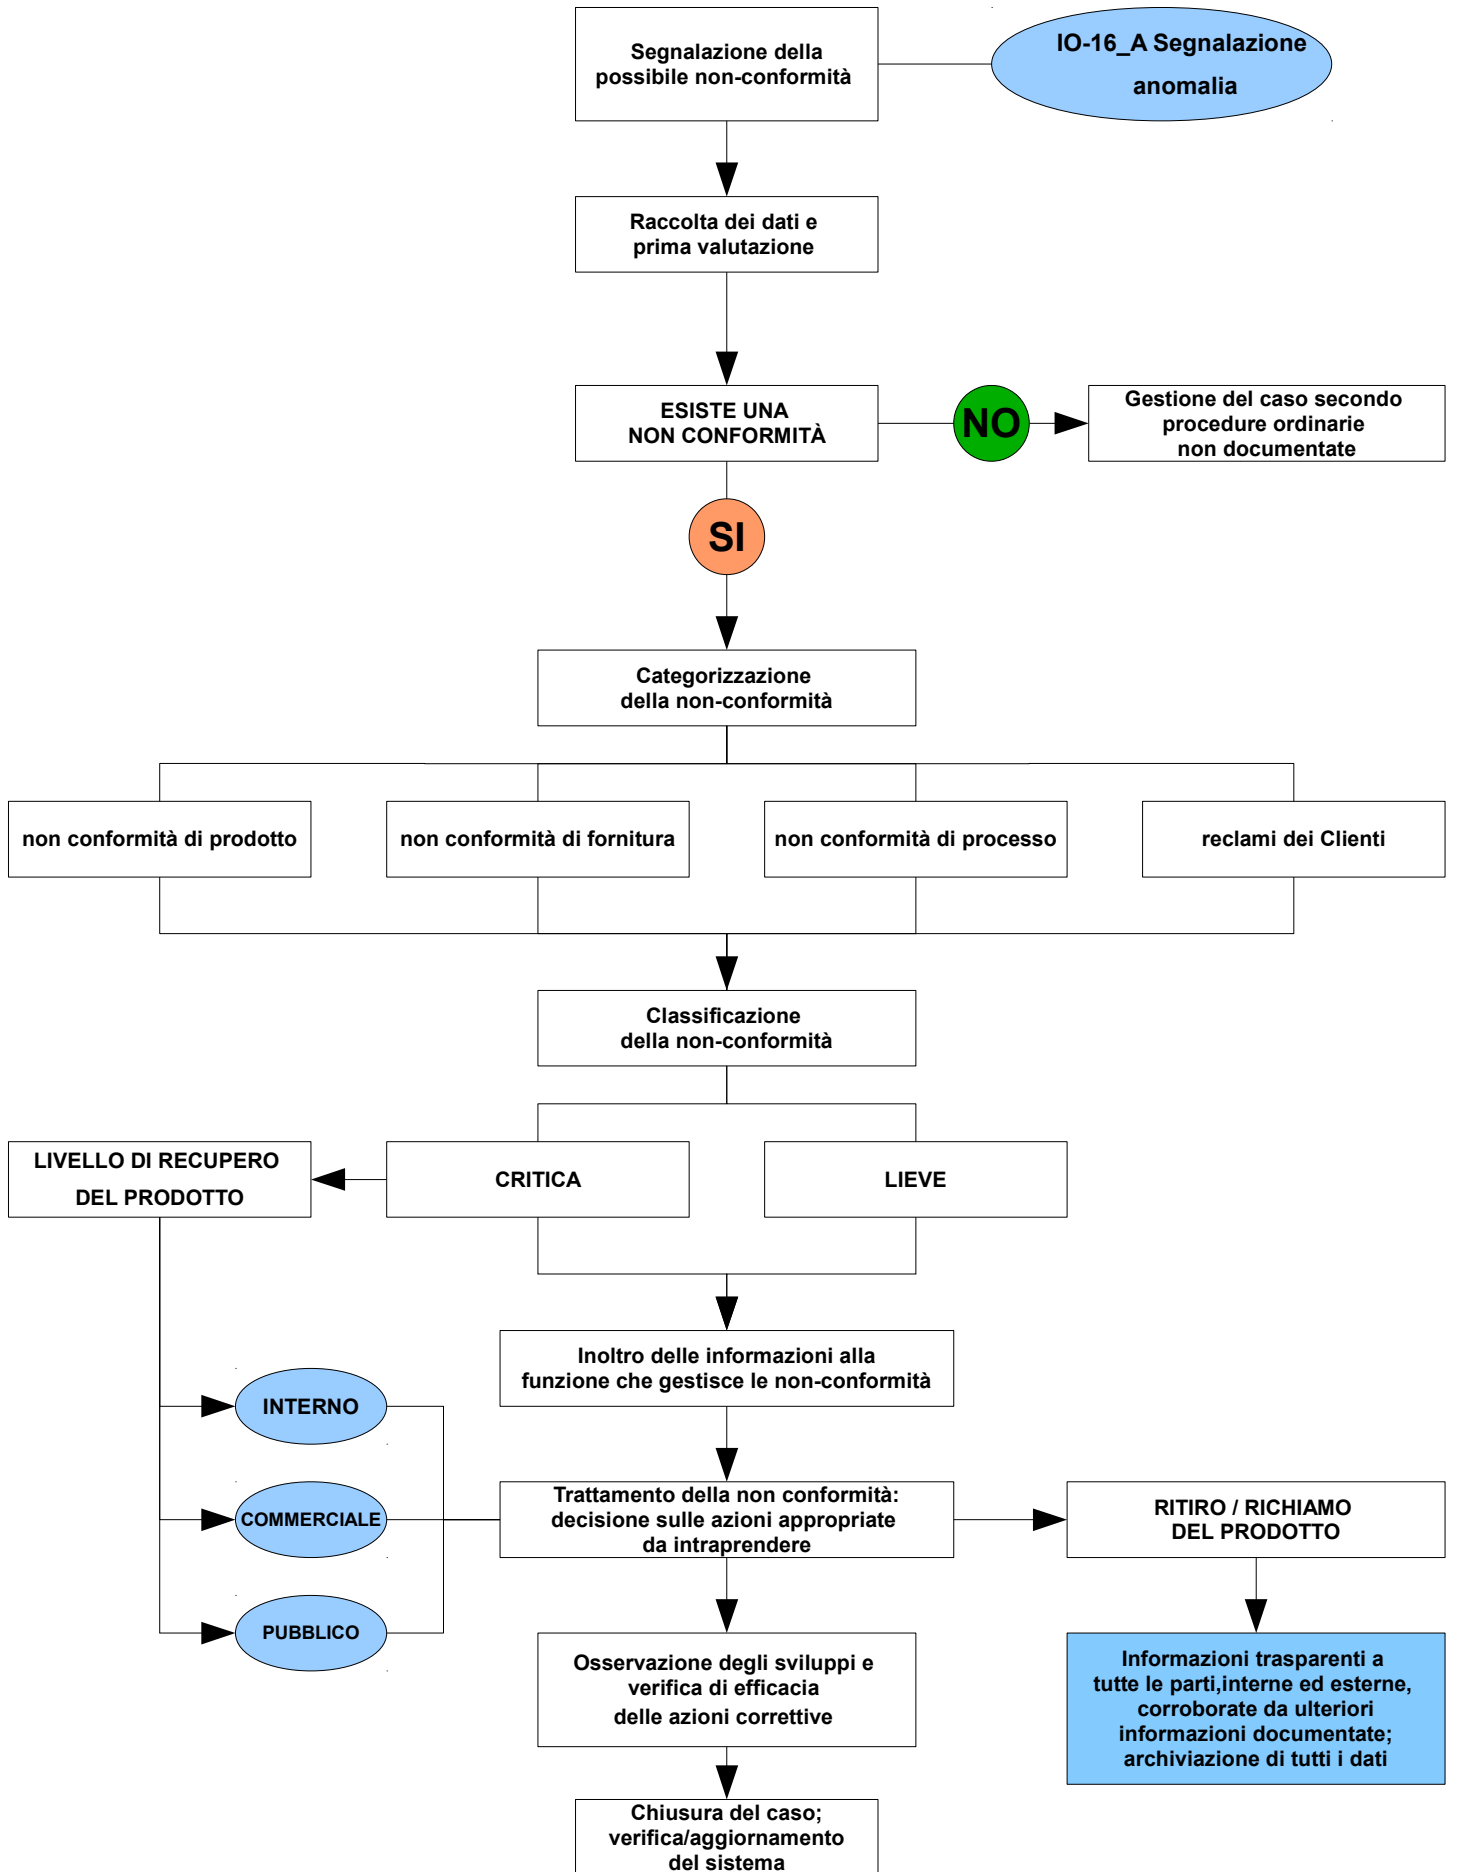 Segnalazione della
possibile non-conformità
IO-16_A Segnalazione
anomalia
Raccolta dei dati e
prima valutazione
ESISTE UNA
NON CONFORMITÀ
NO
Gestione del caso secondo
procedure ordinarie
non documentate
SI
Categorizzazione
della non-conformità
non conformità di prodotto
non conformità di fornitura
non conformità di processo
reclami dei Clienti
Classificazione
della non-conformità
LIVELLO DI RECUPERO
DEL PRODOTTO
CRITICA
LIEVE
Inoltro delle informazioni alla
funzione che gestisce le non-conformità
INTERNO
COMMERCIALE
PUBBLICO
Trattamento della non conformità:
decisione sulle azioni appropriate
da intraprendere
RITIRO / RICHIAMO
DEL PRODOTTO
Osservazione degli sviluppi e
verifica di efficacia
delle azioni correttive
Informazioni trasparenti a
tutte le parti,interne ed esterne,
corroborate da ulteriori
informazioni documentate;
archiviazione di tutti i dati
Chiusura del caso;
verifica/aggiornamento
del sistema